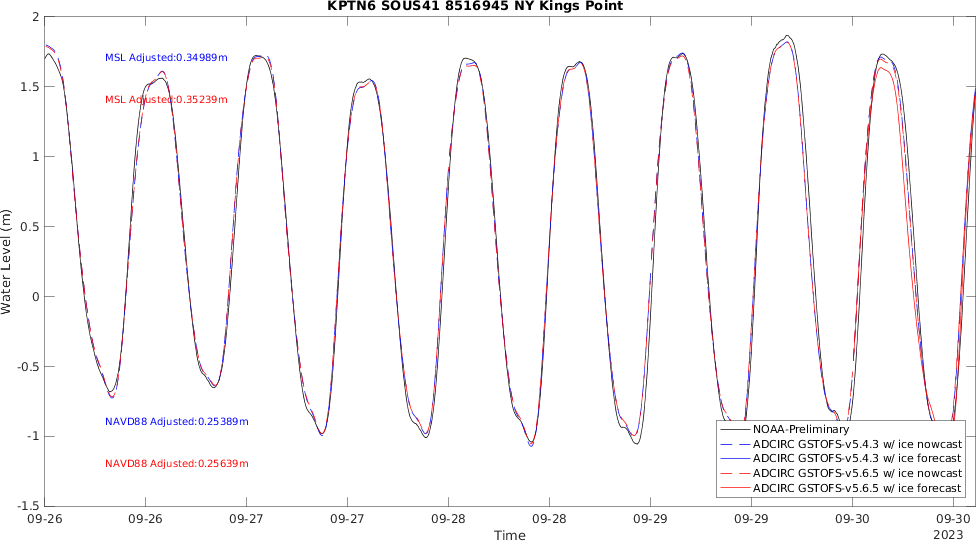 KPTN6 SOUS41 8516945 NY Kings Point
2
1.5
1
0.5
0
-0.5
-1
-1.5
Water Level (m)
MSL Adjusted:0.34989m
MSL Adjusted:0.35239m
NAVD88 Adjusted:0.25389m
NAVD88 Adjusted:0.25639m
NOAA-Preliminary
ADCIRC GSTOFS-v5.4.3 w/ ice nowcast
ADCIRC GSTOFS-v5.4.3 w/ ice forecast
ADCIRC GSTOFS-v5.6.5 w/ ice nowcast
ADCIRC GSTOFS-v5.6.5 w/ ice forecast
09-26 09-26 09-27 09-27 09-28 09-28 09-29 09-29 09-30 09-30
Time
2023